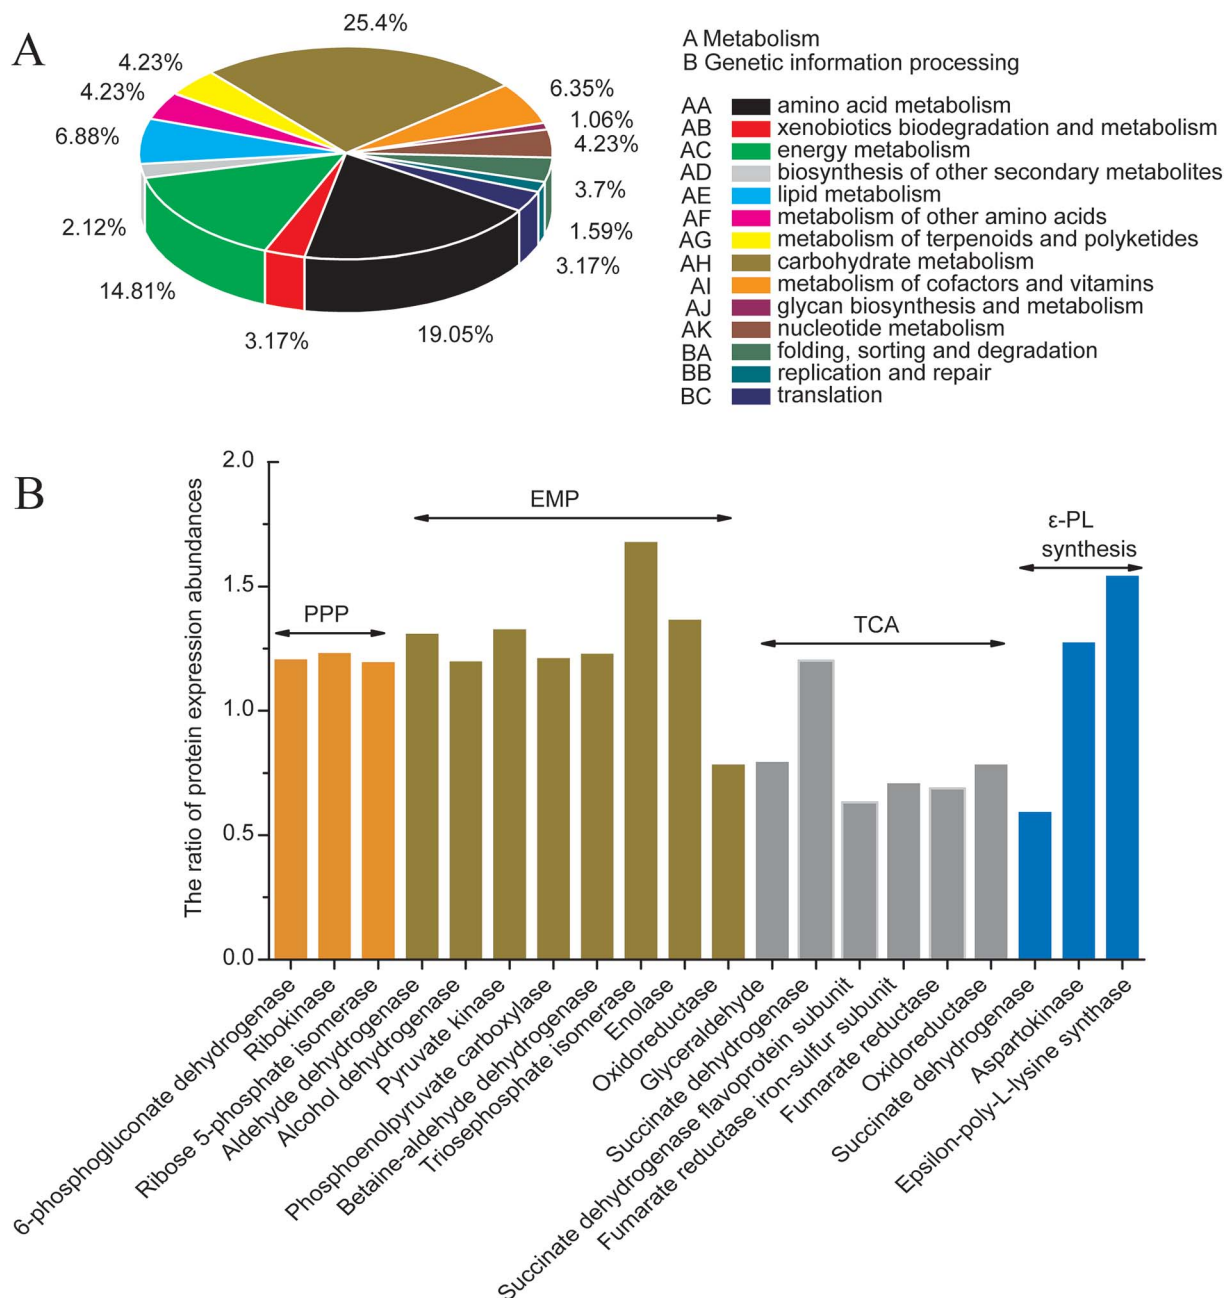 A
25.4%
4.23%
4.23%
6.88%
2.12%
14.81%
3.17%
19.05%
6.35%
1.06%
4.23%
3.7%
1.59%
3.17%
A Metabolism
B Genetic information processing
AA amino acid metabolism
AB xenobiotics biodegradation and metabolism
AC energy metabolism
AD biosynthesis of other secondary metabolites
AE lipid metabolism
AF metabolism of other amino acids
AG metabolism of terpenoids and polyketides
AH carbohydrate metabolism
AI metabolism of cofactors and vitamins
AJ glycan biosynthesis and metabolism
AK nucleotide metabolism
BA folding, sorting and degradation
BB replication and repair
BC translation
B
The ratio of protein expression abundances
2.0
1.5
1.0
0.5
0.0
PPP
EMP
TCA
ε-PL
synthesis
6-phosphogluconate dehydrogenase
Ribokinase
Ribose 5-phosphate isomerase
Aldehyde dehydrogenase
Alcohol dehydrogenase
Pyruvate kinase
Phosphoenolpyruvate carboxylase
Betaine-aldehyde dehydrogenase
Triosephosphate isomerase
Enolase
Oxidoreductase
Glyceraldehyde
Succinate dehydrogenase
Succinate dehydrogenase flavoprotein subunit
Fumarate reductase iron-sulfur subunit
Fumarate reductase
Oxidoreductase
Succinate dehydrogenase
Aspartokinase
Epsilon-poly-L-lysine synthase